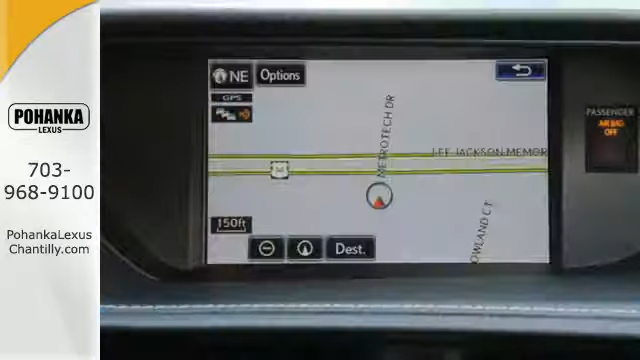 POHANKA
LEXUS
703-
968-9100
PohankaLexus
Chantilly.com
NE
Options
GPS
METROTECH DR
LEE JACKSON MEMOR
OWLAND CT
150ft
Dest.
PASSENGER
AIR BAG
OFF